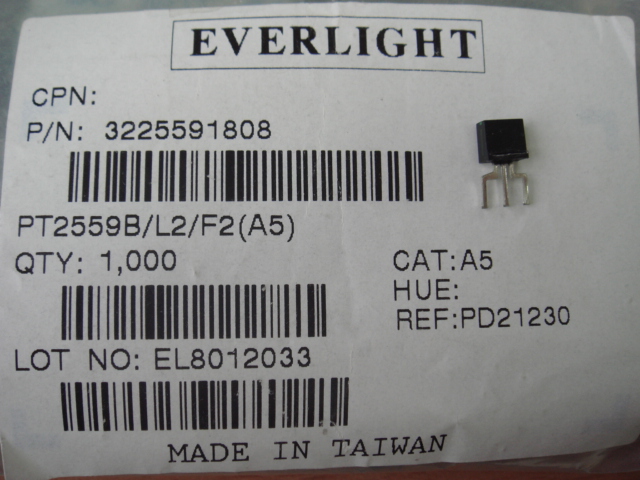 EVERLIGHT
CPN:
P/N: 3225591808
PT2559B/L2/F2(A5)
QTY: 1,000
CAT:A5
HUE:
REF:PD21230
LOT NO: EL8012033
MADE IN TAIWAN